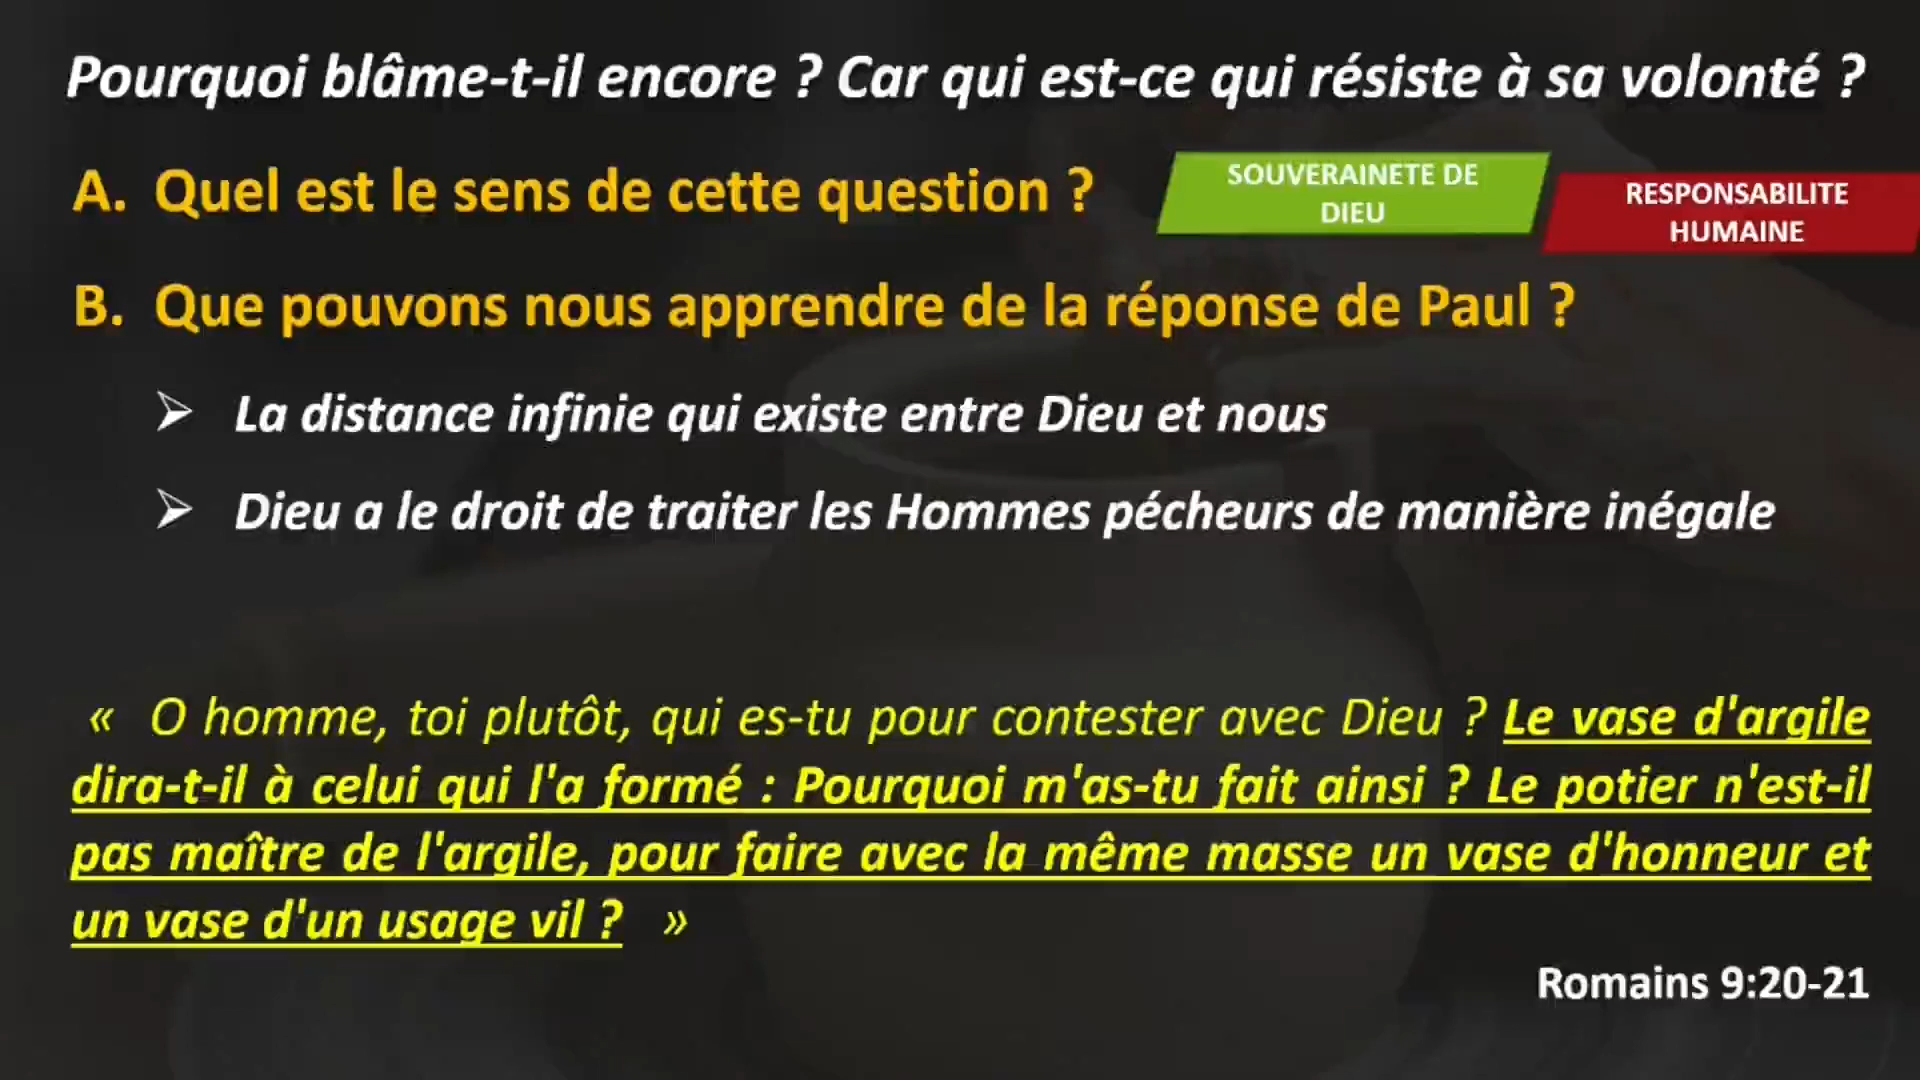 Pourquoi blâme-t-il encore ? Car qui est-ce qui résiste à sa volonté ?
A. Quel est le sens de cette question ?
SOUVERAINETE DE
DIEU
RESPONSABILITE
HUMAINE
B. Que pouvons nous apprendre de la réponse de Paul ?
➢ La distance infinie qui existe entre Dieu et nous
➢ Dieu a le droit de traiter les Hommes pécheurs de manière inégale
« O homme, toi plutôt, qui es-tu pour contester avec Dieu ? Le vase d'argile
dira-t-il à celui qui l'a formé : Pourquoi m'as-tu fait ainsi ? Le potier n'est-il
pas maître de l'argile, pour faire avec la même masse un vase d'honneur et
un vase d'un usage vil ? »
Romains 9:20-21